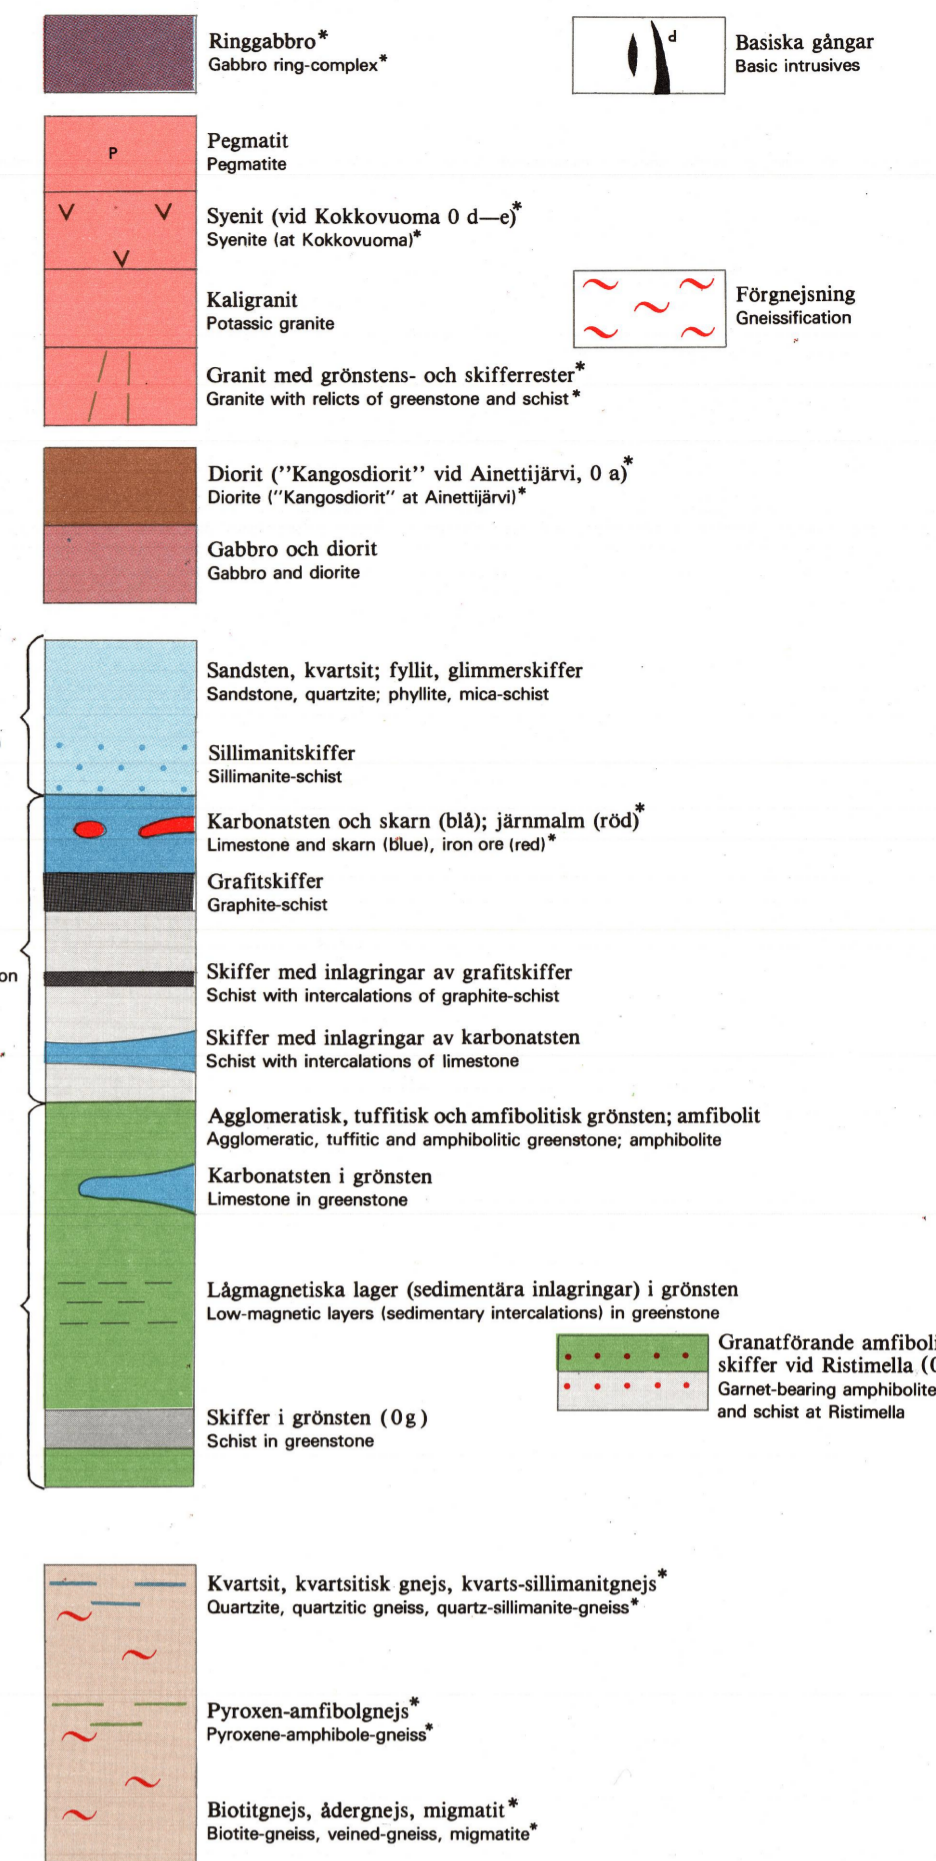 Ringgabbro*
Gabbro ring-complex*
d
Basiska gångar
Basic intrusives
P
Pegmatit
Pegmatite
V V
V
Syenit (vid Kokkovuoma 0 d—e)*
Syenite (at Kokkovuoma)*
Kaligranit
Potassic granite
Förgnejsning
Gneissification
Granit med grönstens- och skifferrester*
Granite with relicts of greenstone and schist*
Diorit (''Kangosdiorit'' vid Ainettijärvi, 0 a)*
Diorite (''Kangosdiorit'' at Ainettijärvi)*
Gabbro och diorit
Gabbro and diorite
Sandsten, kvartsit; fyllit, glimmerskiffer
Sandstone, quartzite; phyllite, mica-schist
Sillimanitskiffer
Sillimanite-schist
Karbonatsten och skarn (blå); järnmalm (röd)*
Limestone and skarn (blue), iron ore (red)*
Grafitskiffer
Graphite-schist
on
Skiffer med inlagringar av grafitskiffer
Schist with intercalations of graphite-schist
Skiffer med inlagringar av karbonatsten
Schist with intercalations of limestone
Agglomeratisk, tuffitisk och amfibolitisk grönsten; amfibolit
Agglomeratic, tuffitic and amphibolitic greenstone; amphibolite
Karbonatsten i grönsten
Limestone in greenstone
Lågmagnetiska lager (sedimentära inlagringar) i grönsten
Low-magnetic layers (sedimentary intercalations) in greenstone
Granatförande amfiboli
skiffer vid Ristimella (0
Garnet-bearing amphibolite
and schist at Ristimella
Skiffer i grönsten (0g)
Schist in greenstone
Kvartsit, kvartsitisk gnejs, kvarts-sillimanitgnejs*
Quartzite, quartzitic gneiss, quartz-sillimanite-gneiss*
Pyroxen-amfibolgnejs*
Pyroxene-amphibole-gneiss*
Biotitgnejs, ådergnejs, migmatit*
Biotite-gneiss, veined-gneiss, migmatite*